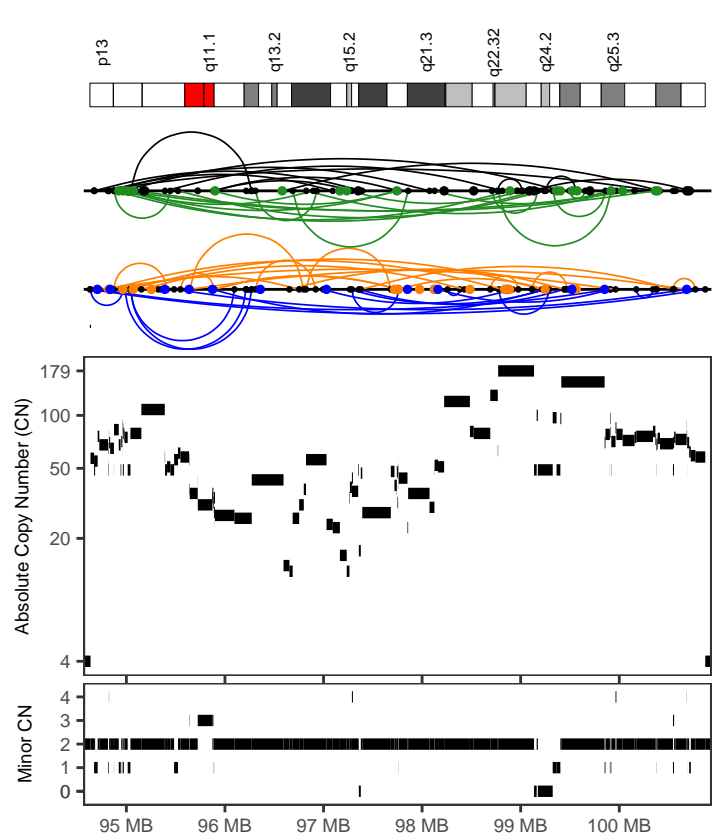 p13 q11.1 q13.2 q15.2 q21.3 q22.32 q24.2 q25.3
Absolute Copy Number (CN)
179
100
50
20
4
Minor CN
4
3
2
1
0
95 MB 96 MB 97 MB 98 MB 99 MB 100 MB